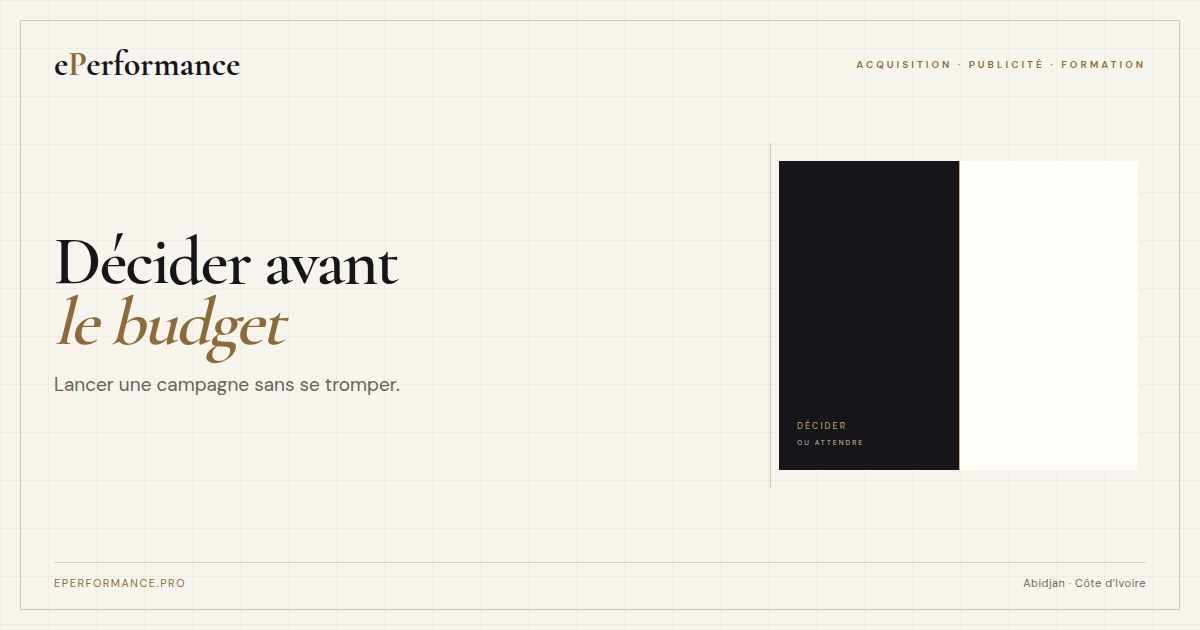 ePerformance
ACQUISITION · PUBLICITÉ · FORMATION
Décider avant
le budget
Lancer une campagne sans se tromper.
DÉCIDER
OU ATTENDRE
EPERFORMANCE.PRO
Abidjan · Côte d'Ivoire